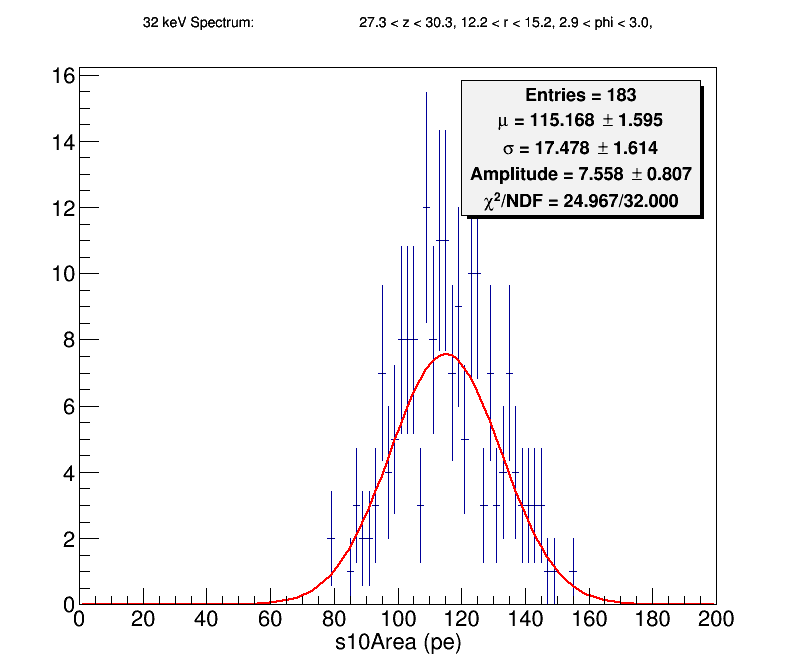 32 keV Spectrum: 27.3 < z < 30.3, 12.2 < r < 15.2, 2.9 < phi < 3.0,
Entries = 183
μ = 115.168 ± 1.595
σ = 17.478 ± 1.614
Amplitude = 7.558 ± 0.807
χ²/NDF = 24.967/32.000
16
14
12
10
8
6
4
2
0
0 20 40 60 80 100 120 140 160 180 200
s10Area (pe)